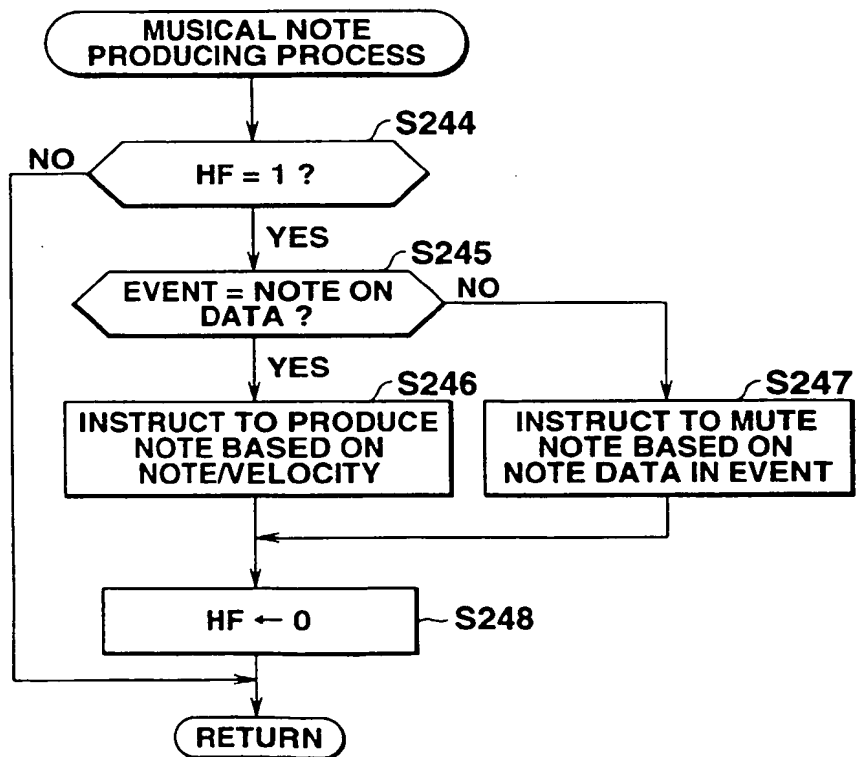 MUSICAL NOTE
PRODUCING PROCESS
S244
NO
HF = 1 ?
YES
S245
EVENT = NOTE ON
DATA ?
NO
YES
S246
INSTRUCT TO PRODUCE
NOTE BASED ON
NOTE/VELOCITY
S247
INSTRUCT TO MUTE
NOTE BASED ON
NOTE DATA IN EVENT
HF ← 0
S248
RETURN